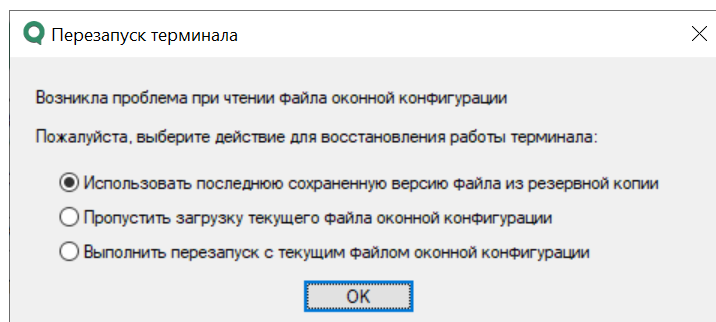 Перезапуск терминала
Возникла проблема при чтении файла оконной конфигурации
Пожалуйста, выберите действие для восстановления работы терминала:
Использовать последнюю сохраненную версию файла из резервной копии
Пропустить загрузку текущего файла оконной конфигурации
Выполнить перезапуск с текущим файлом оконной конфигурации
OK